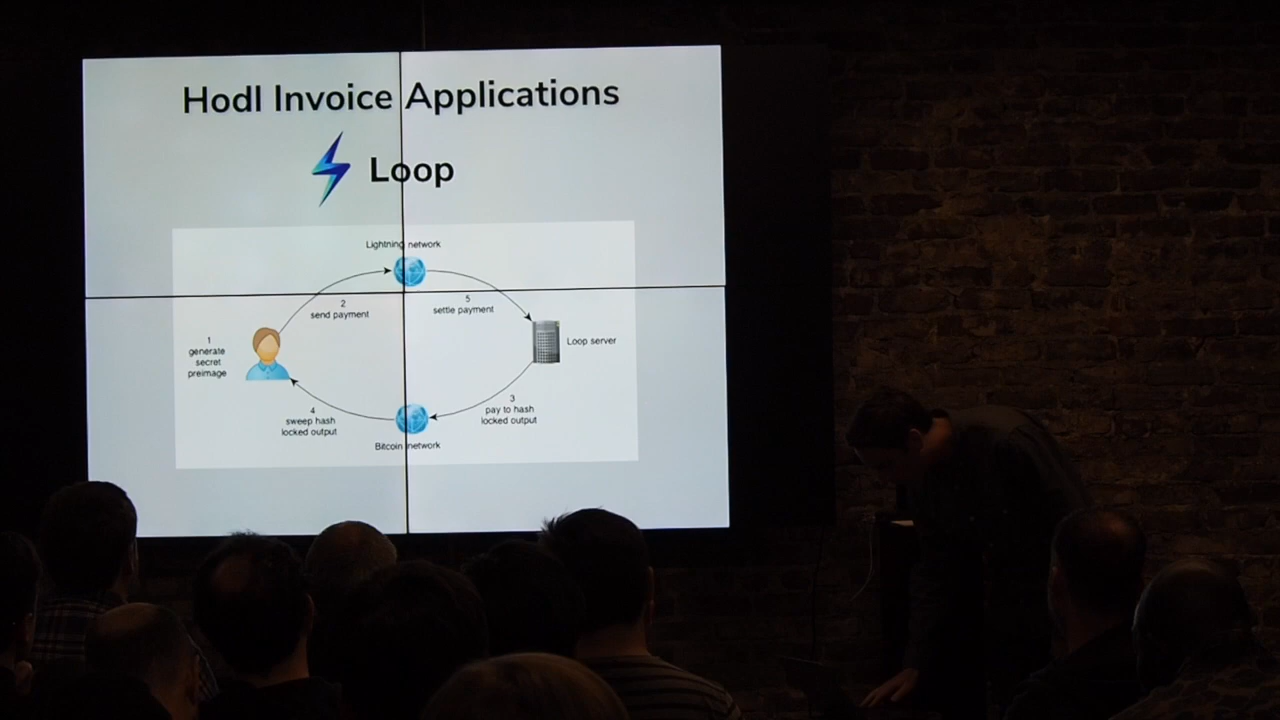 Hodl Invoice Applications
Loop
Lightning network
2
send payment
5
settle payment
1
generate
secret
preimage
Loop server
4
sweep hash
locked output
3
pay to hash
locked output
Bitcoin network